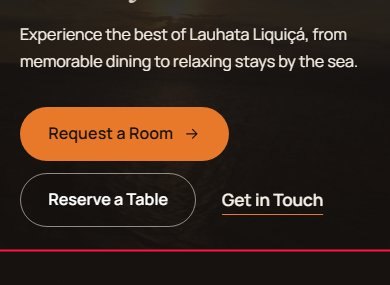 Experience the best of Lauhata Liquiçá, from
memorable dining to relaxing stays by the sea.
Request a Room →
Reserve a Table
Get in Touch